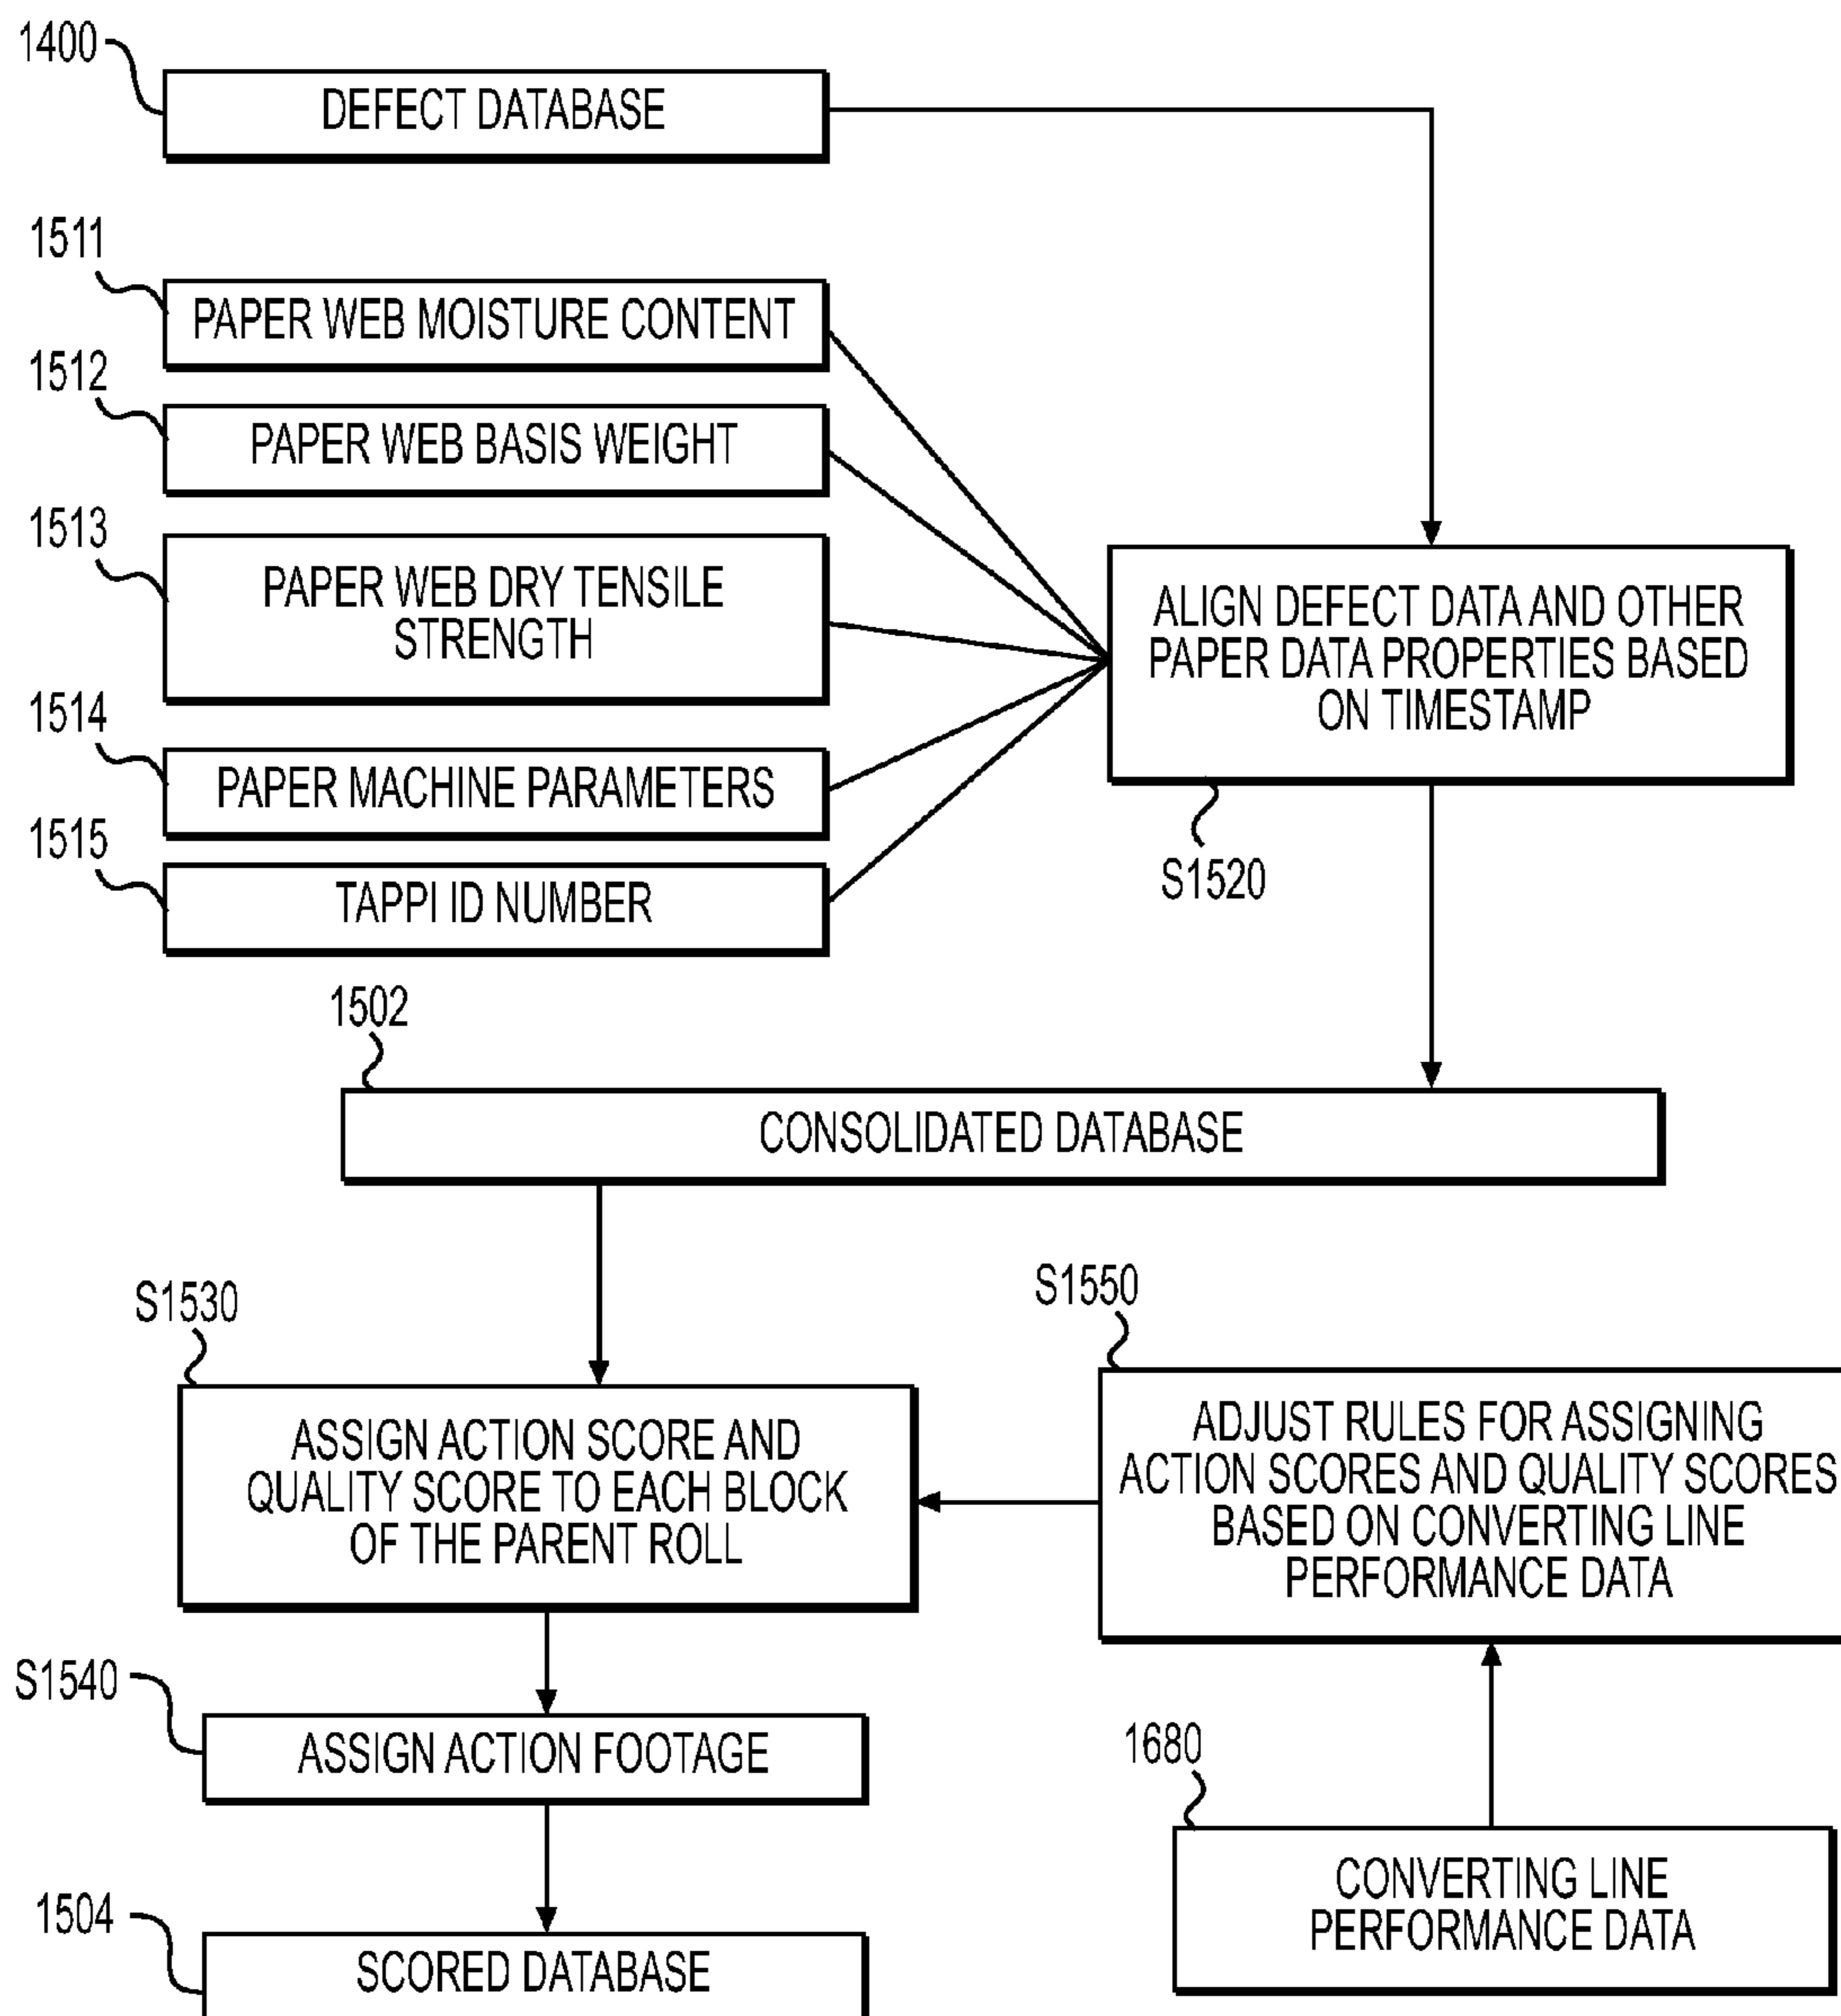 1400
DEFECT DATABASE
1511
PAPER WEB MOISTURE CONTENT
1512
PAPER WEB BASIS WEIGHT
1513
PAPER WEB DRY TENSILE
STRENGTH
1514
PAPER MACHINE PARAMETERS
1515
TAPPI ID NUMBER
ALIGN DEFECT DATA AND OTHER
PAPER DATA PROPERTIES BASED
ON TIMESTAMP
S1520
1502
CONSOLIDATED DATABASE
S1530
ASSIGN ACTION SCORE AND
QUALITY SCORE TO EACH BLOCK
OF THE PARENT ROLL
S1550
ADJUST RULES FOR ASSIGNING
ACTION SCORES AND QUALITY SCORES
BASED ON CONVERTING LINE
PERFORMANCE DATA
S1540
ASSIGN ACTION FOOTAGE
1680
CONVERTING LINE
PERFORMANCE DATA
1504
SCORED DATABASE